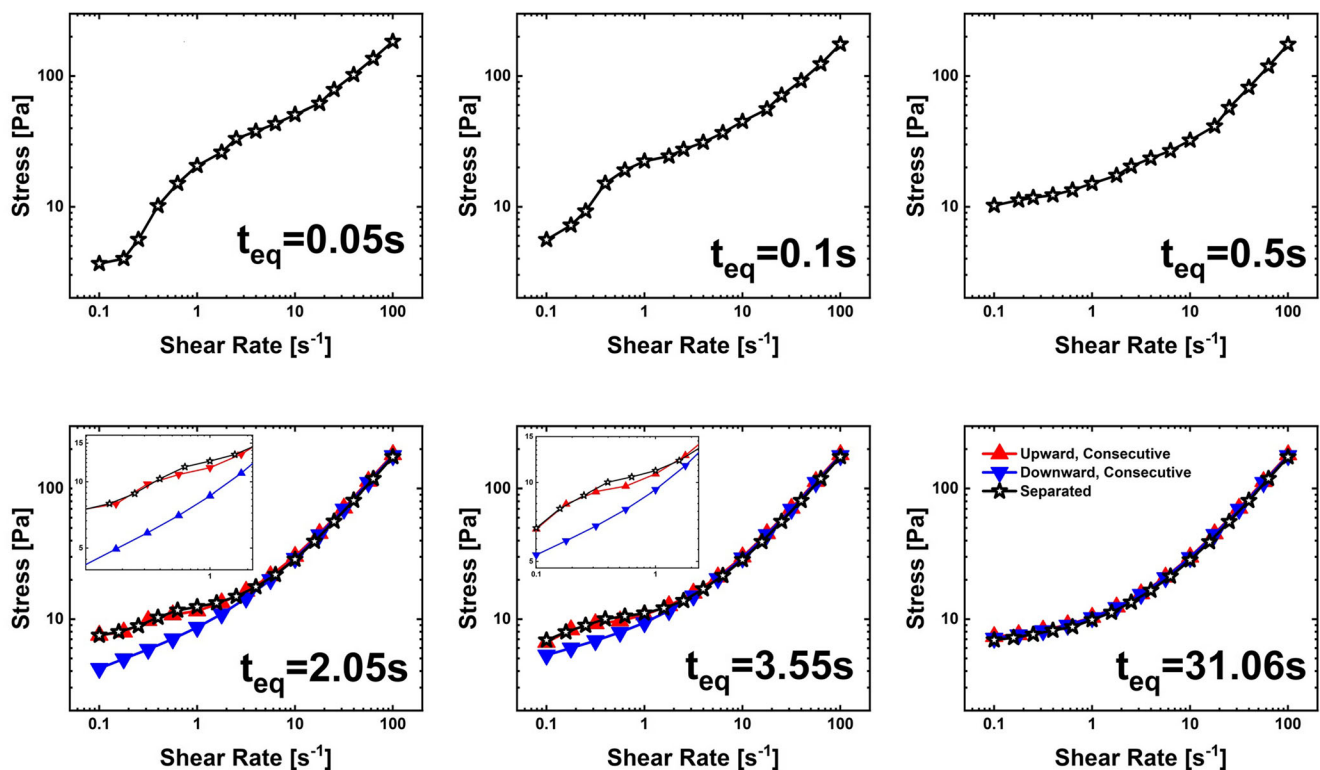 100
10
Stress [Pa]
0.1 1 10 100
Shear Rate [s⁻¹]
t_eq=0.05s
100
10
Stress [Pa]
0.1 1 10 100
Shear Rate [s⁻¹]
t_eq=0.1s
100
10
Stress [Pa]
0.1 1 10 100
Shear Rate [s⁻¹]
t_eq=0.5s
100
10
Stress [Pa]
15
10
5
1
0.1 1 10 100
Shear Rate [s⁻¹]
t_eq=2.05s
100
10
Stress [Pa]
15
10
5
0.1 1
0.1 1 10 100
Shear Rate [s⁻¹]
t_eq=3.55s
100
10
Stress [Pa]
Upward, Consecutive
Downward, Consecutive
Separated
0.1 1 10 100
Shear Rate [s⁻¹]
t_eq=31.06s